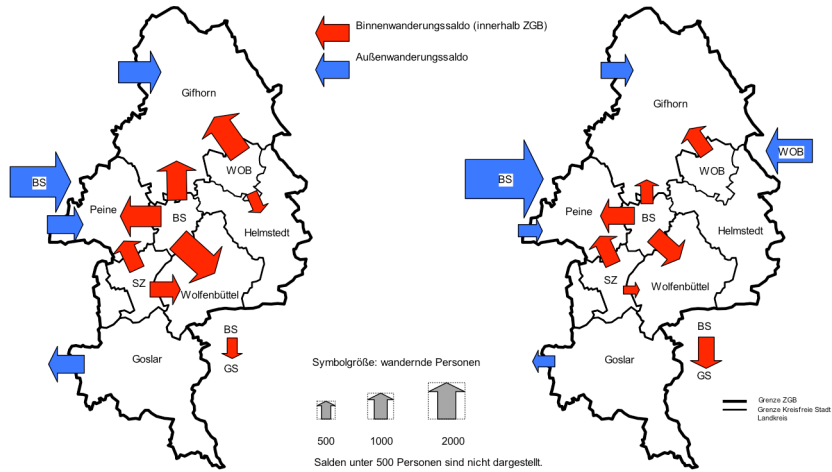 Binnenwanderungssaldo (innerhalb ZGB)
Außenwanderungssaldo
Gifhorn
WOB
BS
Peine
BS
Helmstedt
SZ
Wolfenbüttel
Goslar
BS
GS
Gifhorn
WOB
WOB
BS
Peine
BS
Helmstedt
SZ
Wolfenbüttel
Goslar
BS
GS
Symbolgröße: wandernde Personen
500
1000
2000
Salden unter 500 Personen sind nicht dargestellt.
Grenze ZGB
Grenze Kreisfreie Stadt
Landkreis